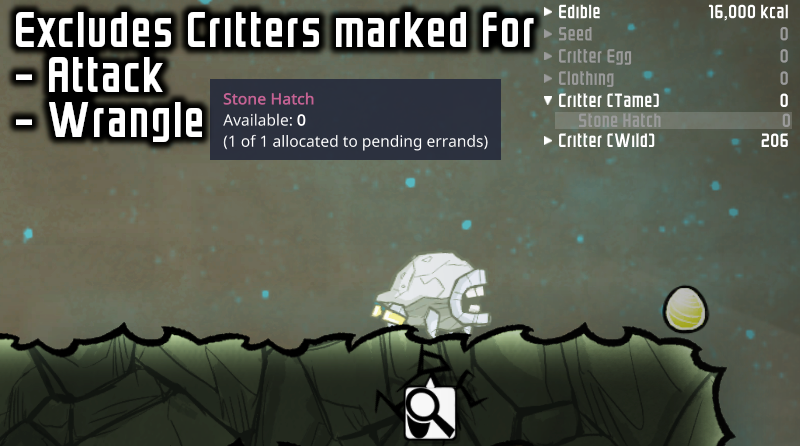 Excludes Critters marked for
- Attack
- Wrangle
Stone Hatch
Available: 0
(1 of 1 allocated to pending errands)
Edible 16,000 kcal
Seed 0
Critter Egg 0
Clothing 0
Critter (Tame) 0
Stone Hatch 0
Critter (Wild) 206